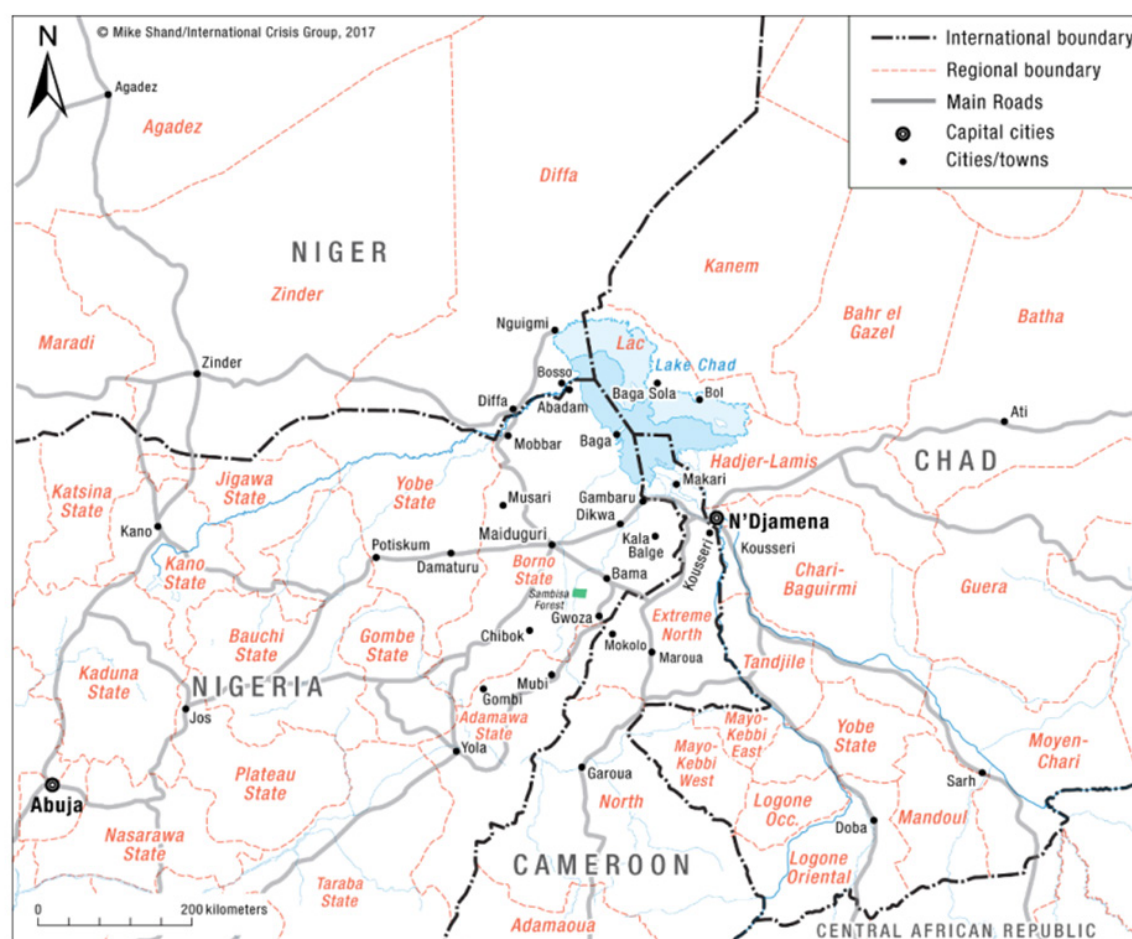 © Mike Shand/International Crisis Group, 2017
N
International boundary
Regional boundary
Main Roads
Capital cities
Cities/towns
Agadez
Agadez
Diffa
NIGER
Zinder
Kanem
Bahr el
Gazel
Batha
Maradi
Nguigmi
Lac
Lake Chad
Zinder
Bosso
Abadam
Baga Sola
Bol
Diffa
Mobbar
Baga
Ati
CHAD
Hadjer-Lamis
Katsina
State
Jigawa
State
Yobe
State
Musari
Makari
Gambaru
Dikwa
N'Djamena
Kano
Maiduguri
Kala
Balge
Kousseri
Kousseri
Potiskum
Damaturu
Kano
State
Borno
State
Bama
Chari-
Baguirmi
Guera
Sambisa
Forest
Gwoza
Extreme
North
Bauchi
State
Gombe
State
Chibok
Mokolo
Maroua
Tandjile
Kaduna
State
NIGERIA
Mubi
Gombi
Jos
Adamawa
State
Mayo-
Kebbi
East
Yobe
State
Moyen-
Chari
Yola
Mayo-
Kebbi
West
Plateau
State
Garoua
North
Sarh
Abuja
Logone
Occ.
Mandoul
Doba
Nasarawa
State
CAMEROON
Logone
Oriental
Taraba
State
Adamaoua
0 200 kilometers
CENTRAL AFRICAN REPUBLIC